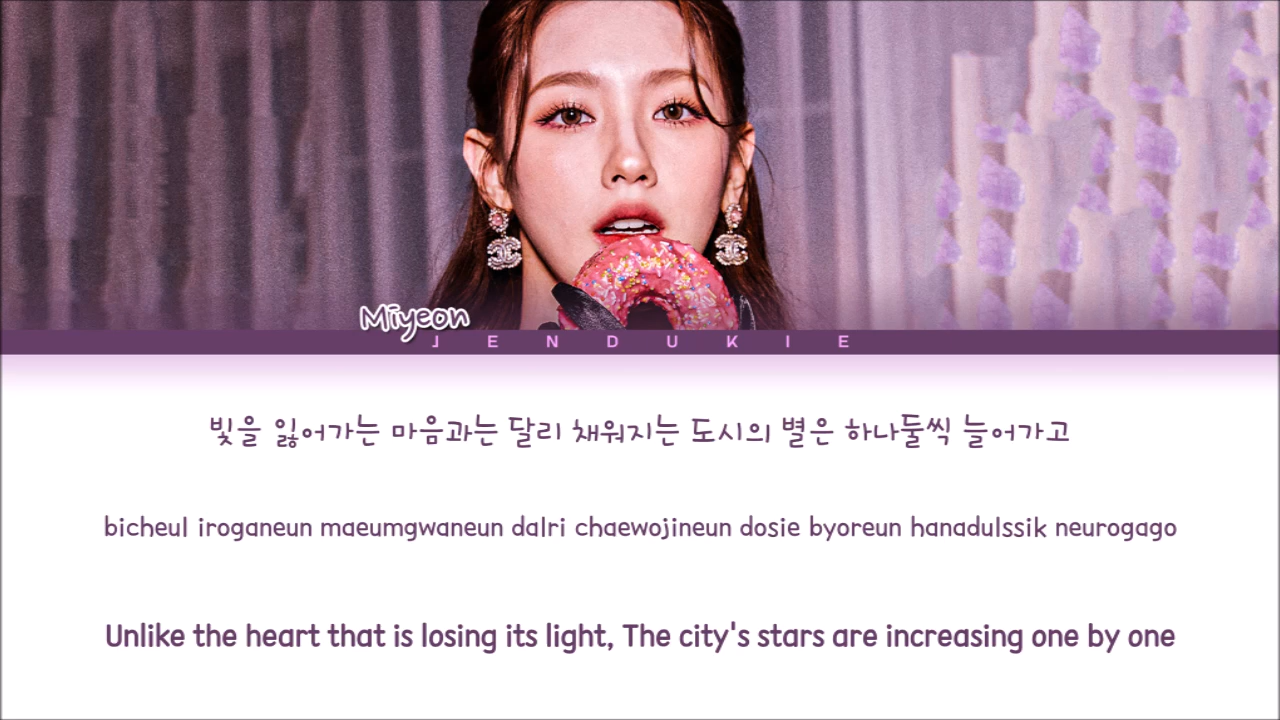 Miyeon
JENDUKIE
빛을 잃어가는 마음과는 달리 채워지는 도시의 별은 하나둘씩 늘어가고
bicheul iroganeun maeumgwaneun dalri chaewojineun dosie byoreun hanadulssik neurogago
Unlike the heart that is losing its light, The city's stars are increasing one by one